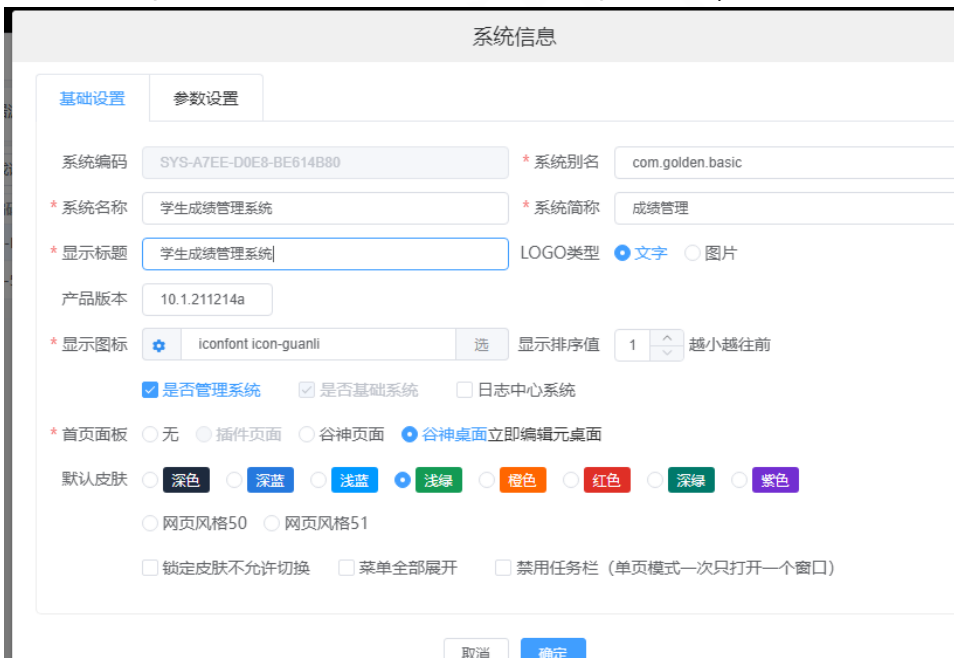 系统信息
基础设置 参数设置
系统编码 SYS-A7EE-D0E8-BE614B80 * 系统别名 com.golden.basic
* 系统名称 学生成绩管理系统 * 系统简称 成绩管理
* 显示标题 学生成绩管理系统 LOGO类型 文字 图片
产品版本 10.1.211214a
* 显示图标 iconfont icon-guanli 选 显示排序值 1 越小越往前
是否管理系统 是否基础系统 日志中心系统
* 首页面板 无 插件页面 谷神页面 谷神桌面立即编辑元桌面
默认皮肤 深色 深蓝 浅蓝 浅绿 橙色 红色 深绿 紫色
网页风格50 网页风格51
锁定皮肤不允许切换 菜单全部展开 禁用任务栏（单页模式一次只打开一个窗口）
取消 确定